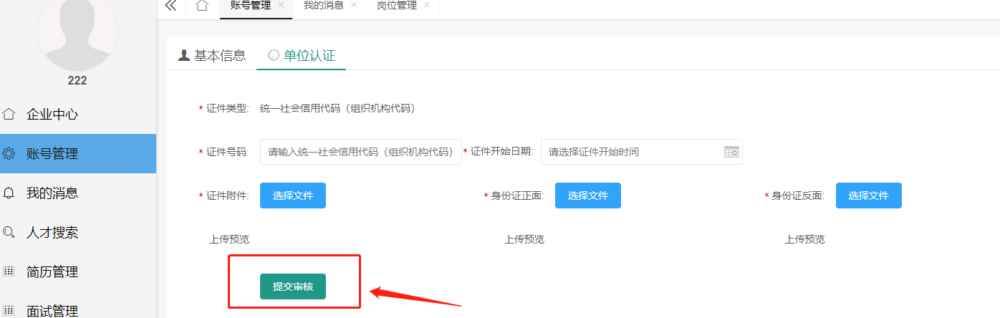 账号管理
我的消息
岗位管理
222
企业中心
账号管理
我的消息
人才搜索
简历管理
面试管理
基本信息
单位认证
* 证件类型: 统一社会信用代码（组织机构代码）
* 证件号码: 请输入统一社会信用代码（组织机构代码） * 证件开始日期: 请选择证件开始时间
* 证件附件: 选择文件 * 身份证正面: 选择文件 * 身份证反面: 选择文件
上传预览 上传预览 上传预览
提交审核